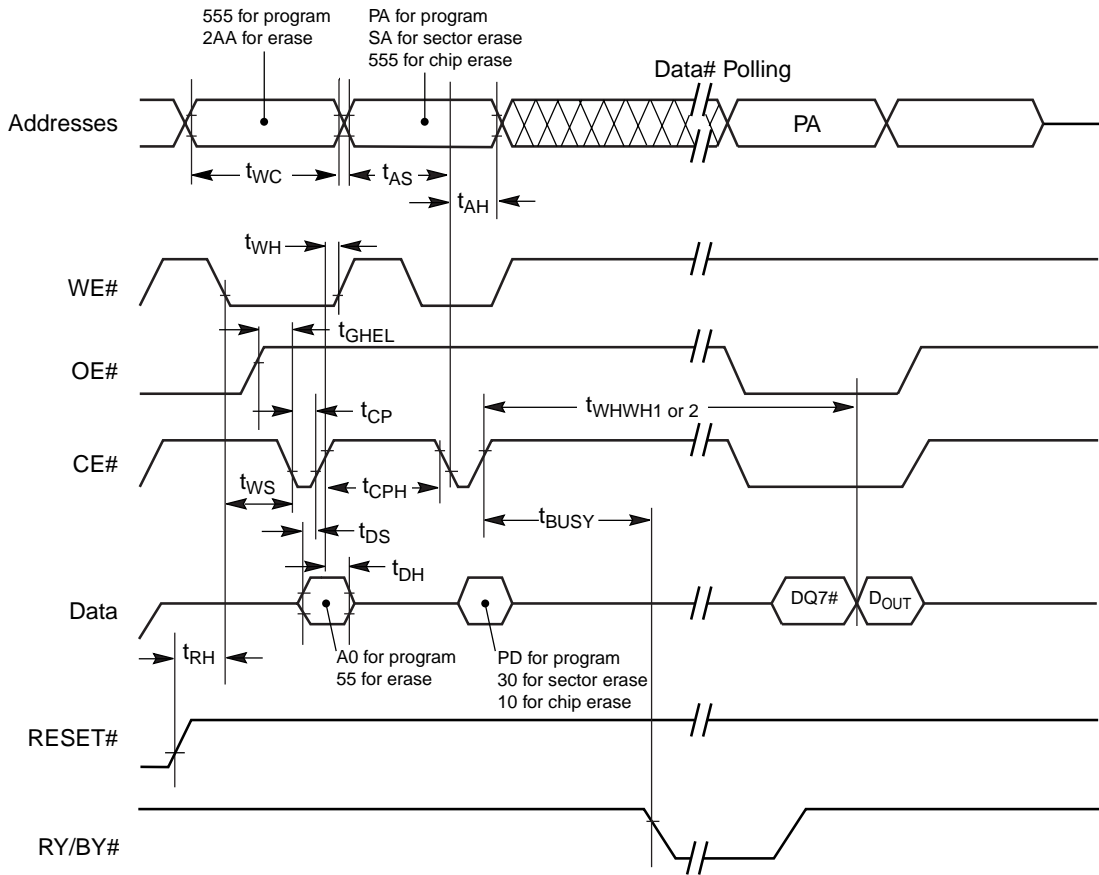 555 for program
2AA for erase
PA for program
SA for sector erase
555 for chip erase
Data# Polling
Addresses
PA
tWC
tAS
tAH
tWH
WE#
tGHEL
OE#
tWHWH1 or 2
tCP
CE#
tWS
tCPH
tBUSY
tDS
tDH
Data
DQ7#
DOUT
tRH
A0 for program
55 for erase
PD for program
30 for sector erase
10 for chip erase
RESET#
RY/BY#